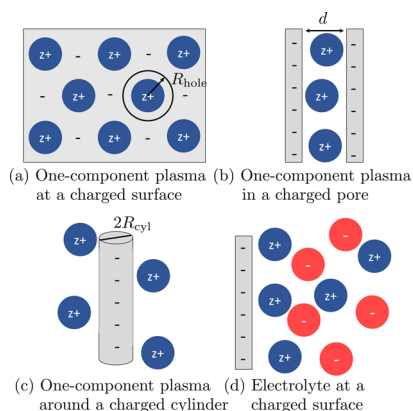 d
z+ - z+ - z+
R_hole
- z+ - z+ -
z+ - z+ - z+
- z+ -
- -
- z+ -
- -
- -
- z+ -
(a) One-component plasma
at a charged surface
(b) One-component plasma
in a charged pore
2R_cyl
z+
-
- z+
-
z+ -
-
z+
-
z+ -
- z+
- -
- z+ z+
- -
-
z+ -
(c) One-component plasma
around a charged cylinder
(d) Electrolyte at a
charged surface